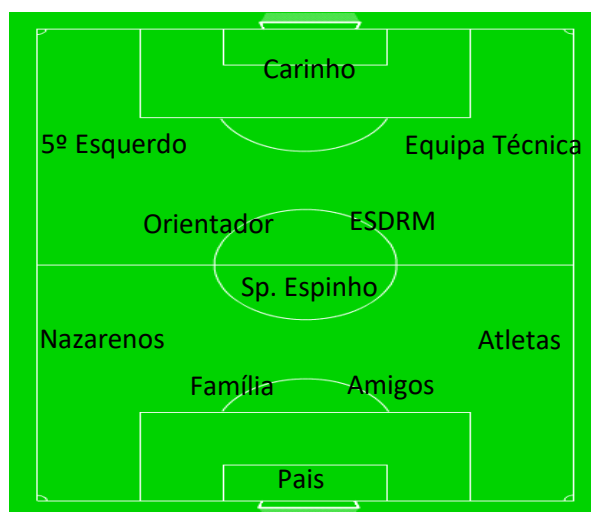 Carinho
5º Esquerdo
Equipa Técnica
Orientador
ESDRM
Sp. Espinho
Nazarenos
Atletas
Família
Amigos
Pais